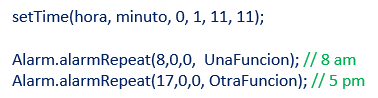 setTime(hora, minuto, 0, 1, 11, 11);
Alarm.alarmRepeat(8,0,0, UnaFuncion); // 8 am
Alarm.alarmRepeat(17,0,0, OtraFuncion); // 5 pm